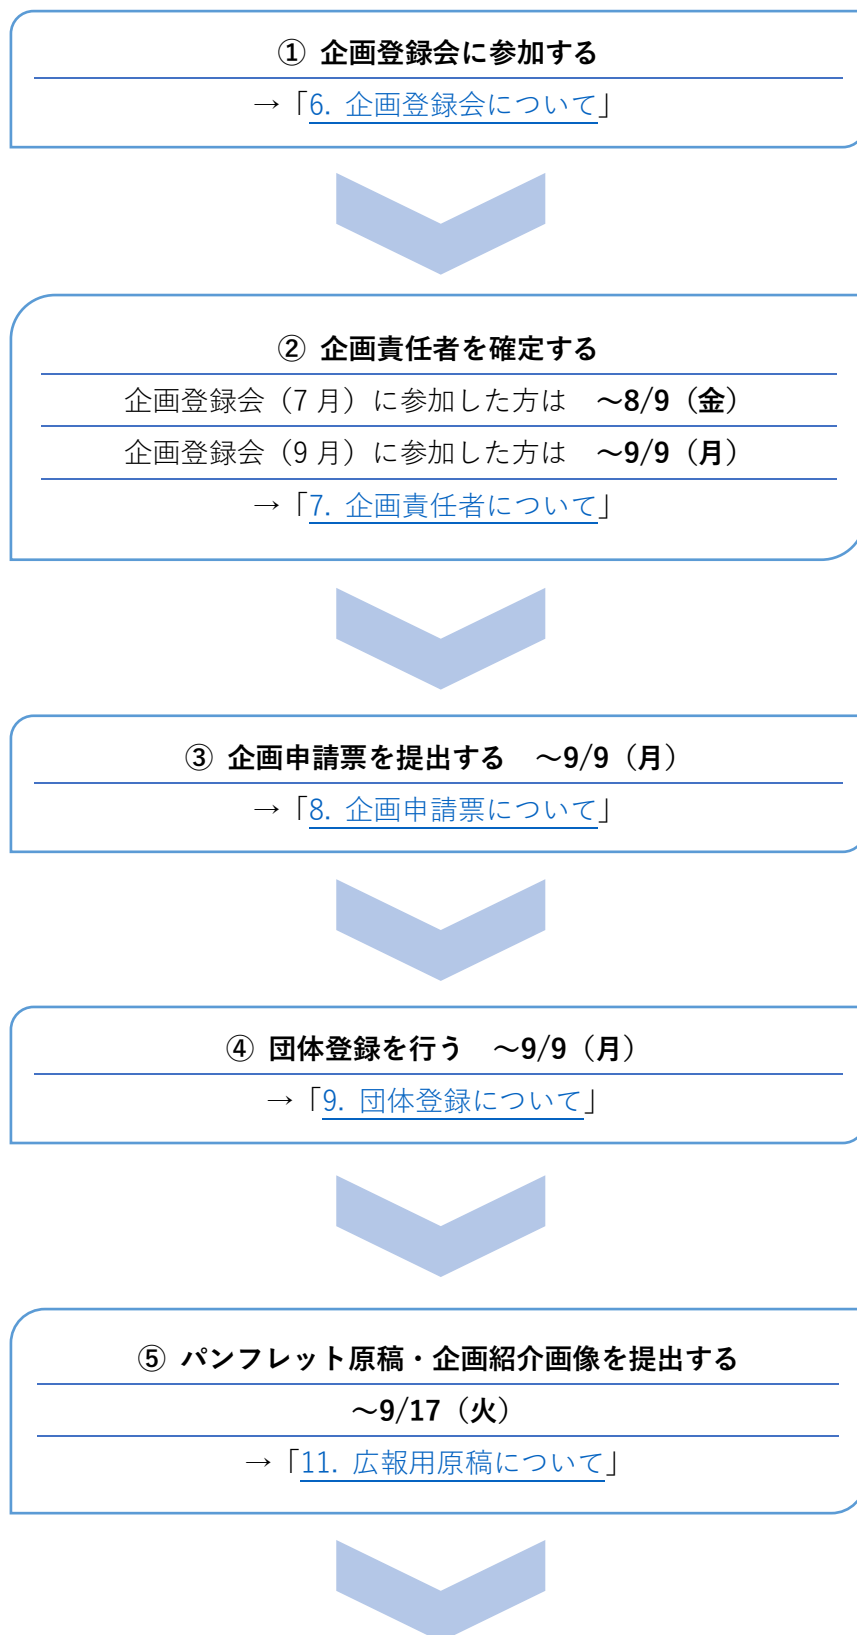 ① 企画登録会に参加する
→「6. 企画登録会について」
② 企画責任者を確定する
企画登録会（7 月）に参加した方は　～8/9（金）
企画登録会（9 月）に参加した方は　～9/9（月）
→「7. 企画責任者について」
③ 企画申請票を提出する　～9/9（月）
→「8. 企画申請票について」
④ 団体登録を行う　～9/9（月）
→「9. 団体登録について」
⑤ パンフレット原稿・企画紹介画像を提出する
～9/17（火）
→「11. 広報用原稿について」